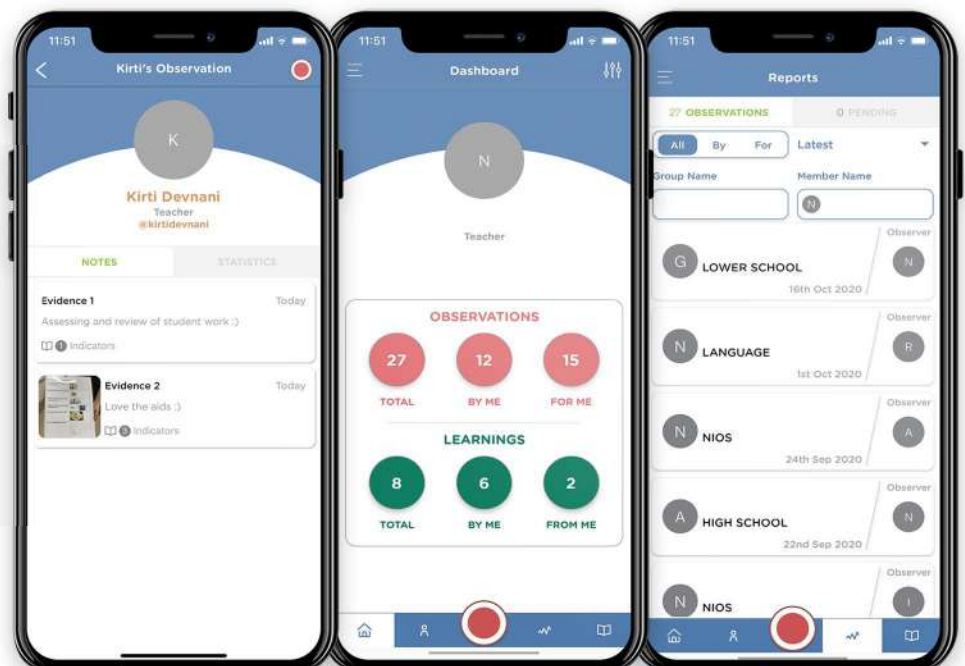 11:51
Kirti's Observation
K
Kirti Devnani
Teacher
@kirtidevnani
NOTES
STATISTICS
Evidence 1
Today
Assessing and review of student work :)
1 Indicators
Evidence 2
Today
Love the aids :)
Indicators
11:51
Dashboard
N
Teacher
OBSERVATIONS
27
12
15
TOTAL
BY ME
FOR ME
LEARNINGS
8
6
2
TOTAL
BY ME
FROM ME
11:51
Reports
27 OBSERVATIONS
0 PENDING
All
By
For
Latest
Group Name
Member Name
N
Observer
G
LOWER SCHOOL
N
16th Oct 2020
Observer
N
LANGUAGE
R
1st Oct 2020
Observer
N
NIOS
A
24th Sep 2020
Observer
A
HIGH SCHOOL
N
22nd Sep 2020
Observer
N
NIOS
I